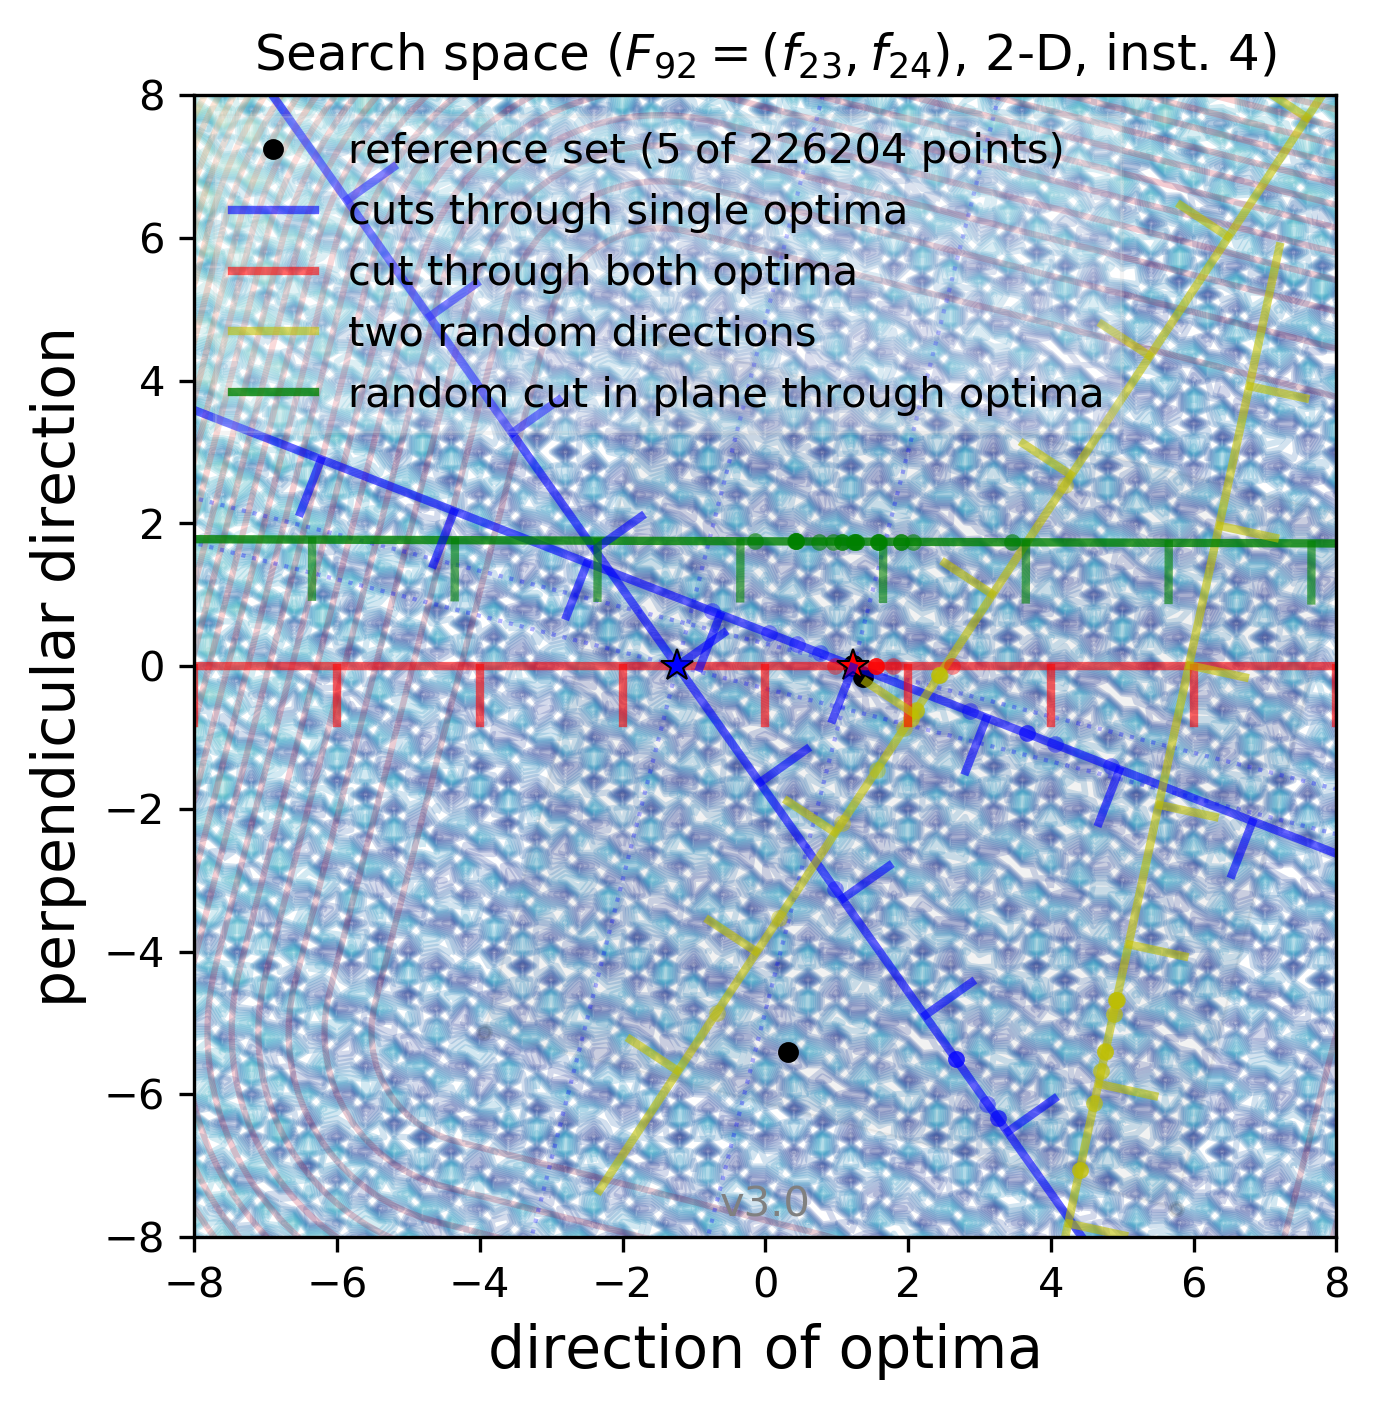 Search space (F₉₂ = (f₂₃, f₂₄), 2-D, inst. 4)
8
reference set (5 of 226204 points)
cuts through single optima
6
cut through both optima
two random directions
4
random cut in plane through optima
2
0
−2
−4
−6
v3.0
−8
−8 −6 −4 −2 0 2 4 6 8
direction of optima
perpendicular direction